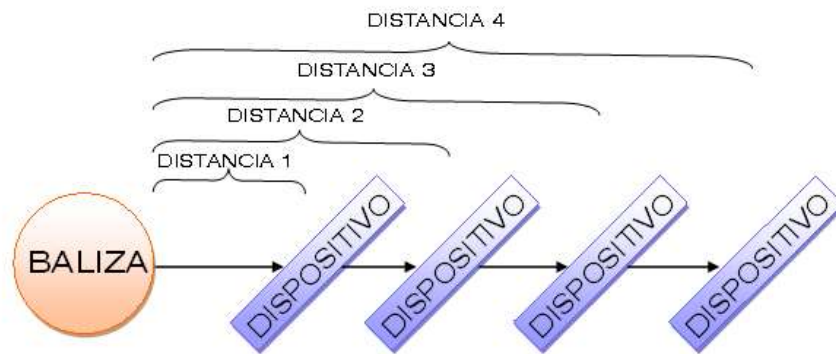 DISTANCIA 4
DISTANCIA 3
DISTANCIA 2
DISTANCIA 1
BALIZA
DISPOSITIVO
DISPOSITIVO
DISPOSITIVO
DISPOSITIVO